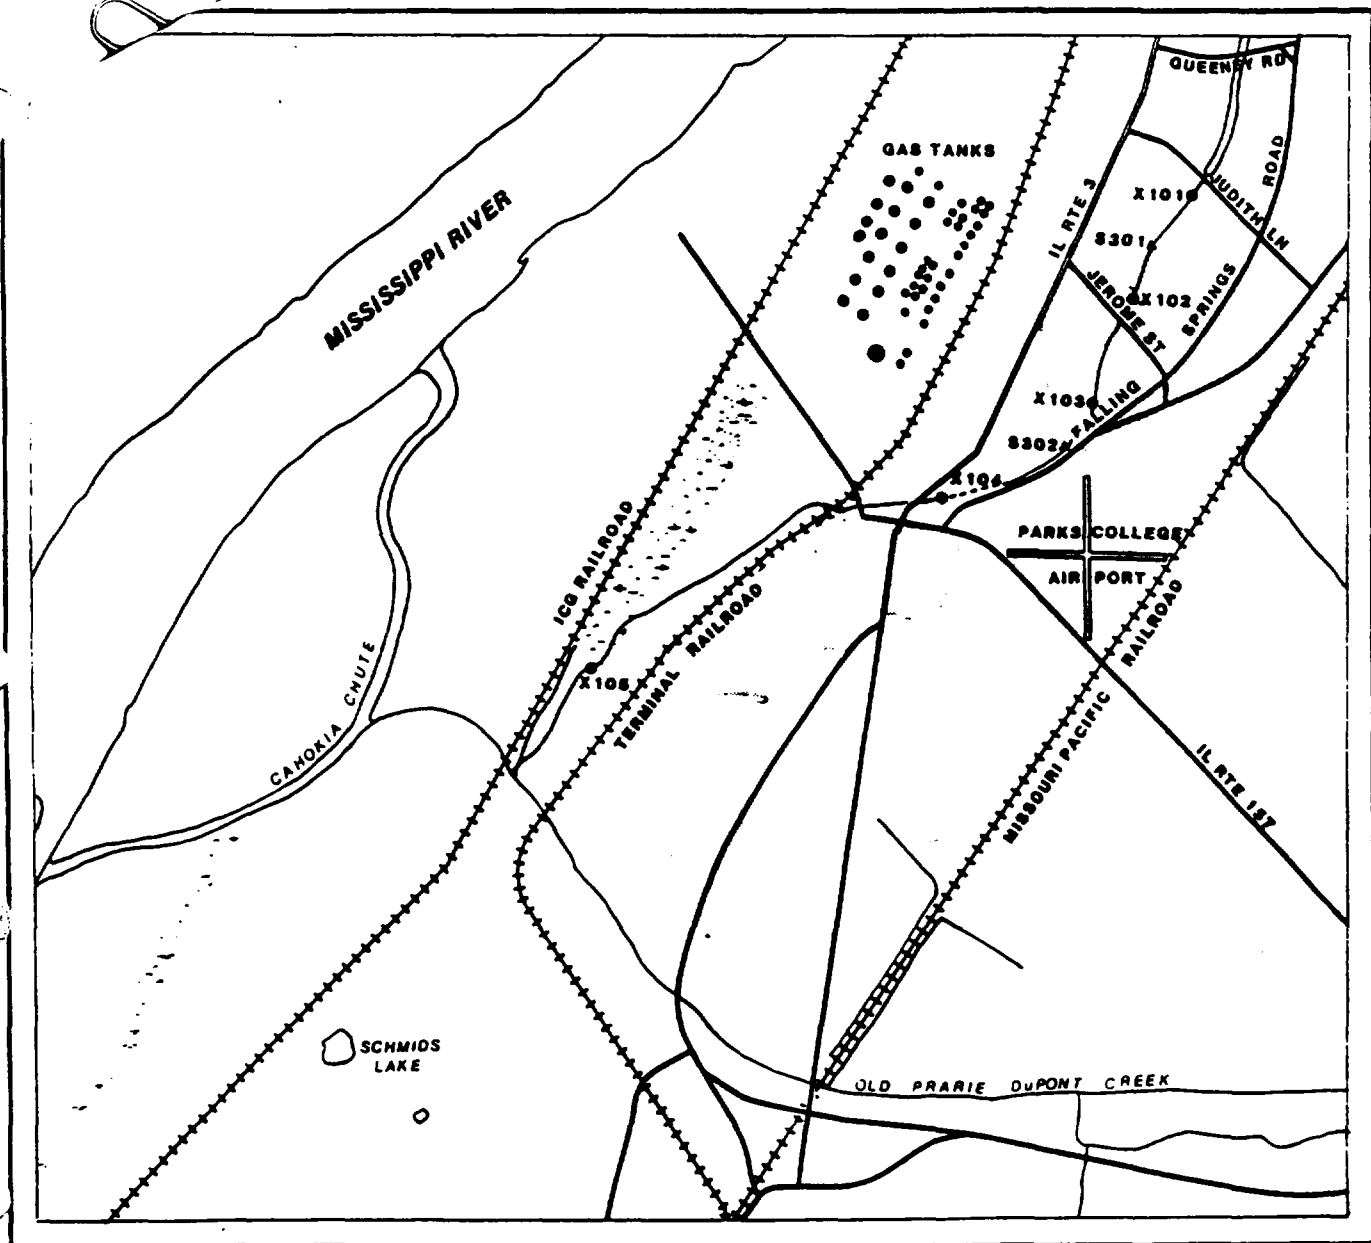 QUEENEY RD
GAS TANKS
ROAD
X101
JUDITH LN
IL RTE 3
MISSISSIPPI RIVER
S301
X102
JEROME ST
SPRINGS
X103
FALLING
S302
X104
ICG RAILROAD
PARKS COLLEGE
AIR PORT
TERMINAL RAILROAD
X105
CAHOKIA CHUTE
MISSOURI PACIFIC RAILROAD
IL RTE 157
SCHMIDS
LAKE
OLD PRARIE DuPONT CREEK